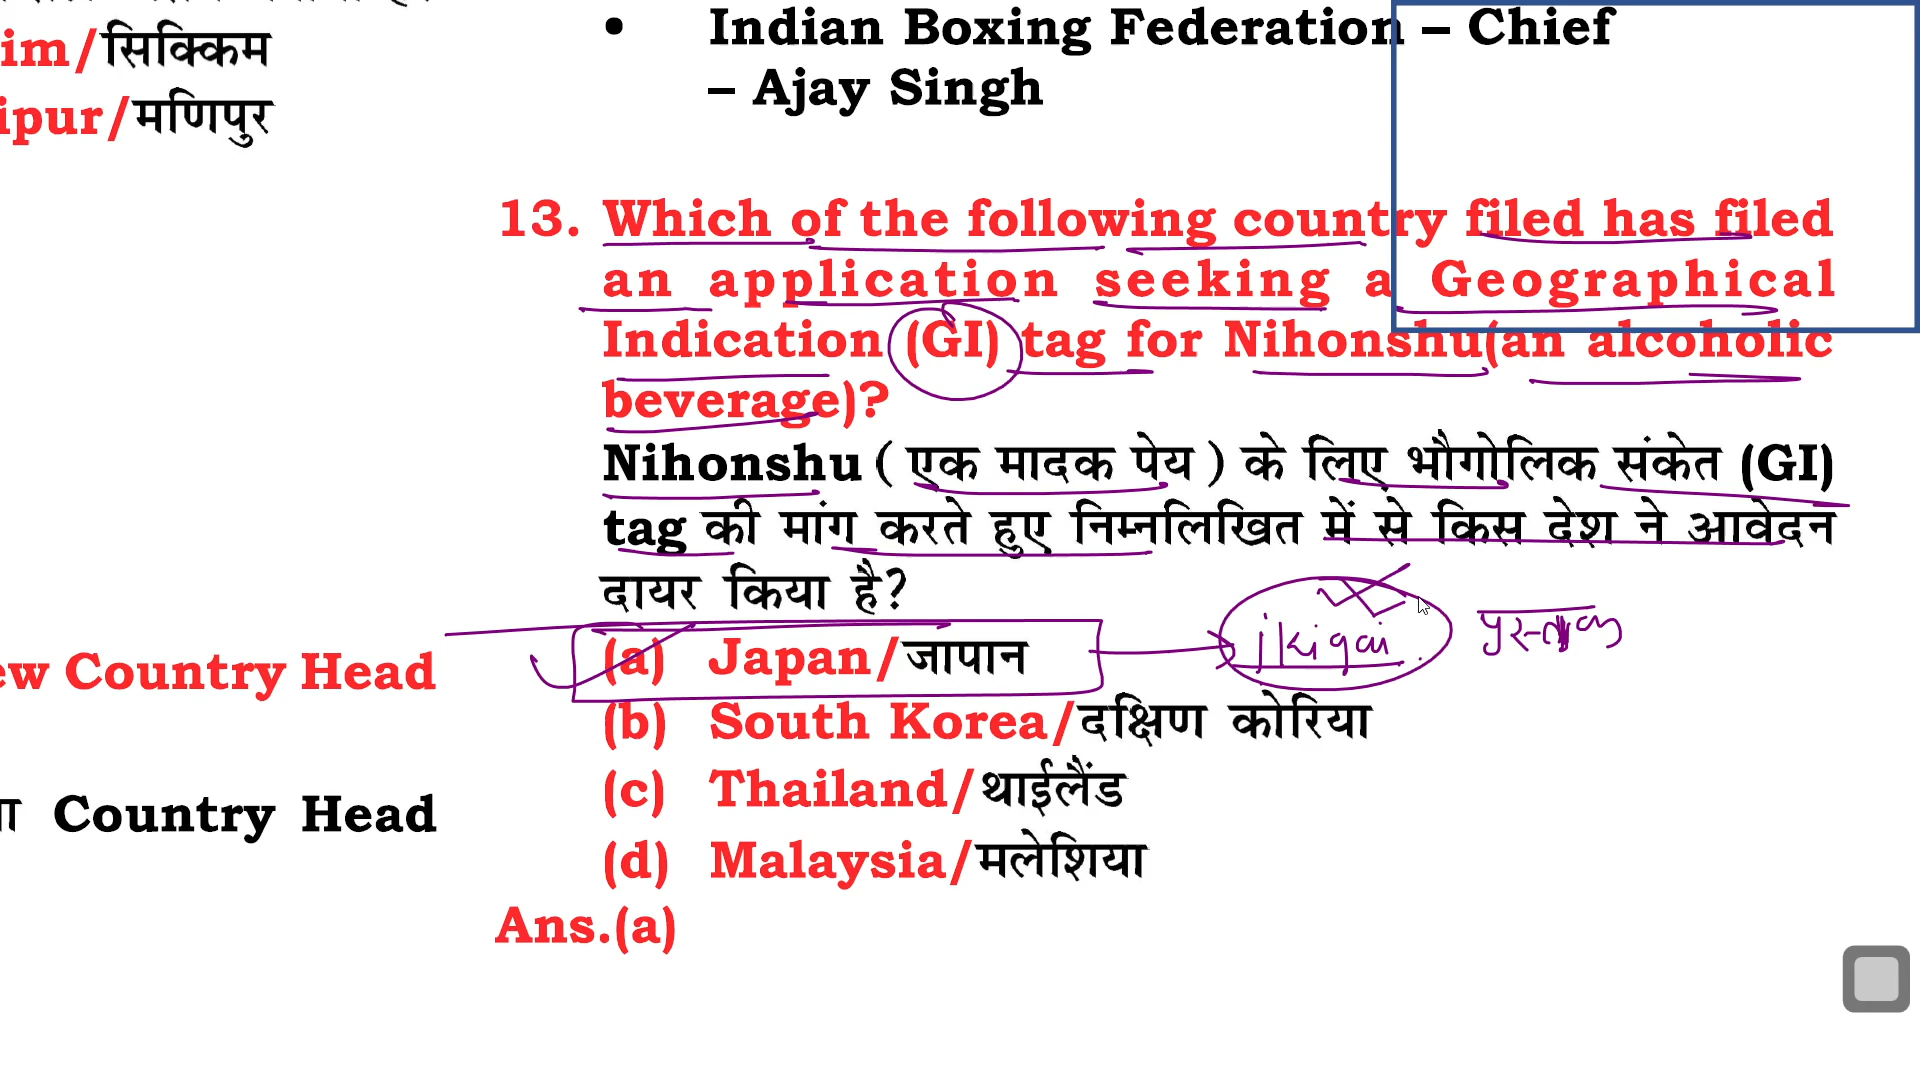 im/सिक्किम
ipur/मणिपुर
ew Country Head
Country Head
• Indian Boxing Federation – Chief
– Ajay Singh
13. Which of the following country filed has filed
an application seeking a Geographical
Indication (GI) tag for Nihonshu(an alcoholic
beverage)?
Nihonshu ( एक मादक पेय ) के लिए भौगोलिक संकेत (GI)
tag की मांग करते हुए निम्नलिखित में से किस देश ने आवेदन
दायर किया है?
(a) Japan/जापान
ikigai
(b) South Korea/दक्षिण कोरिया
(c) Thailand/थाईलैंड
(d) Malaysia/मलेशिया
Ans.(a)